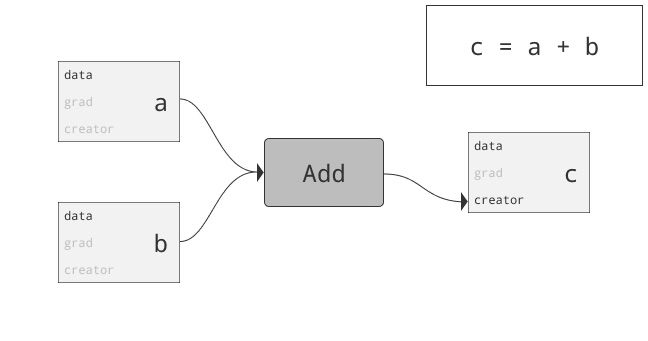 c = a + b
data
grad
creator
a
Add
data
grad
creator
c
data
grad
creator
b